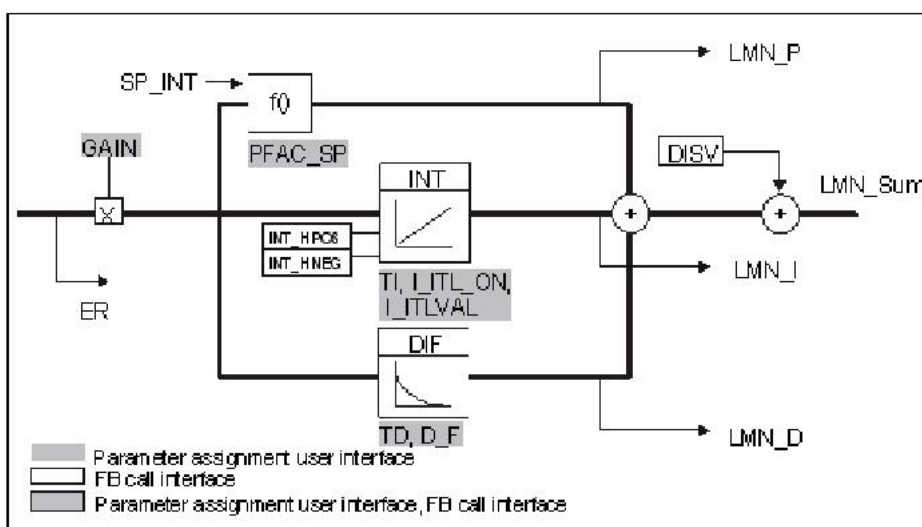 LMN_P
SP_INT
f()
GAIN
PFAC_SP
DISV
INT
LMN_Sum
X
+
+
INT_HPOS
INT_HNEG
LMN_I
ER
TI, I_ITL_ON,
I_ITLVAL
DIF
TD, D_F
LMN_D
Parameter assignment user interface
FB call interface
Parameter assignment user interface, FB call interface